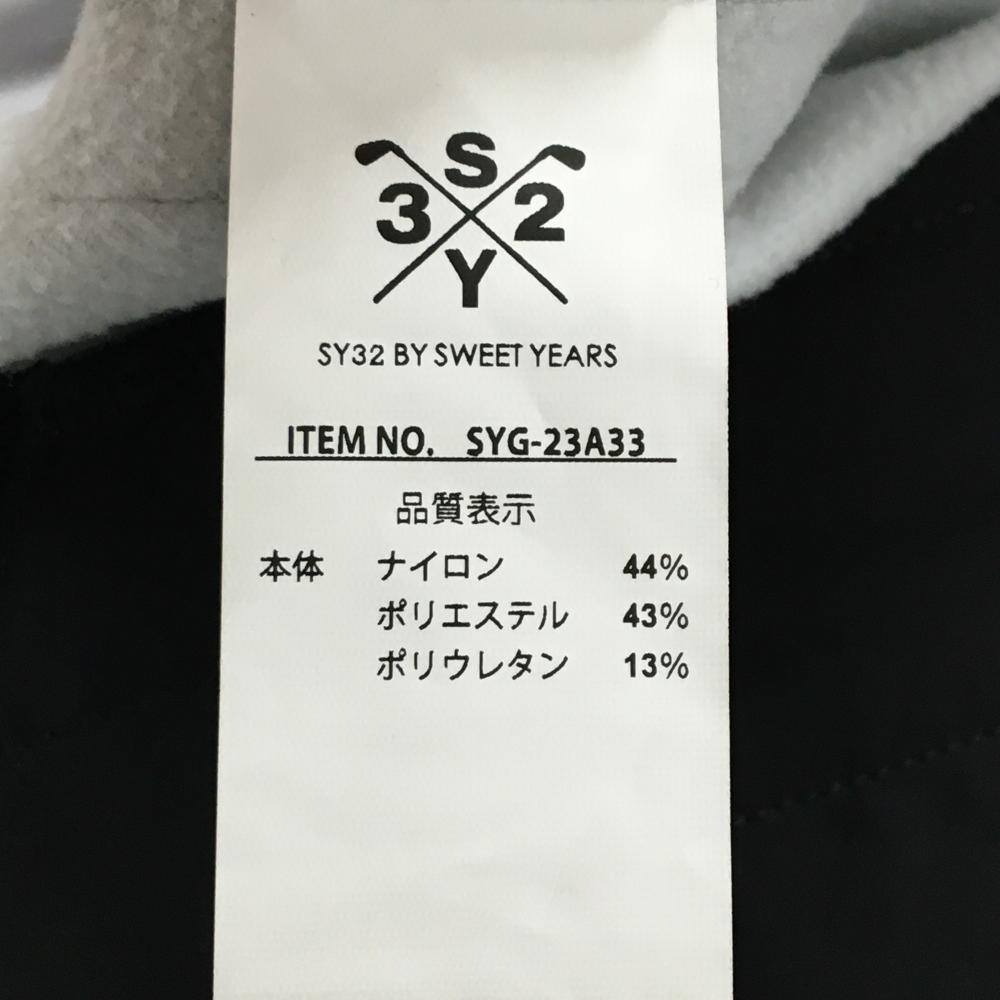 S
3 2
Y
SY32 BY SWEET YEARS
ITEM NO. SYG-23A33
品質表示
本体 ナイロン 44%
ポリエステル 43%
ポリウレタン 13%